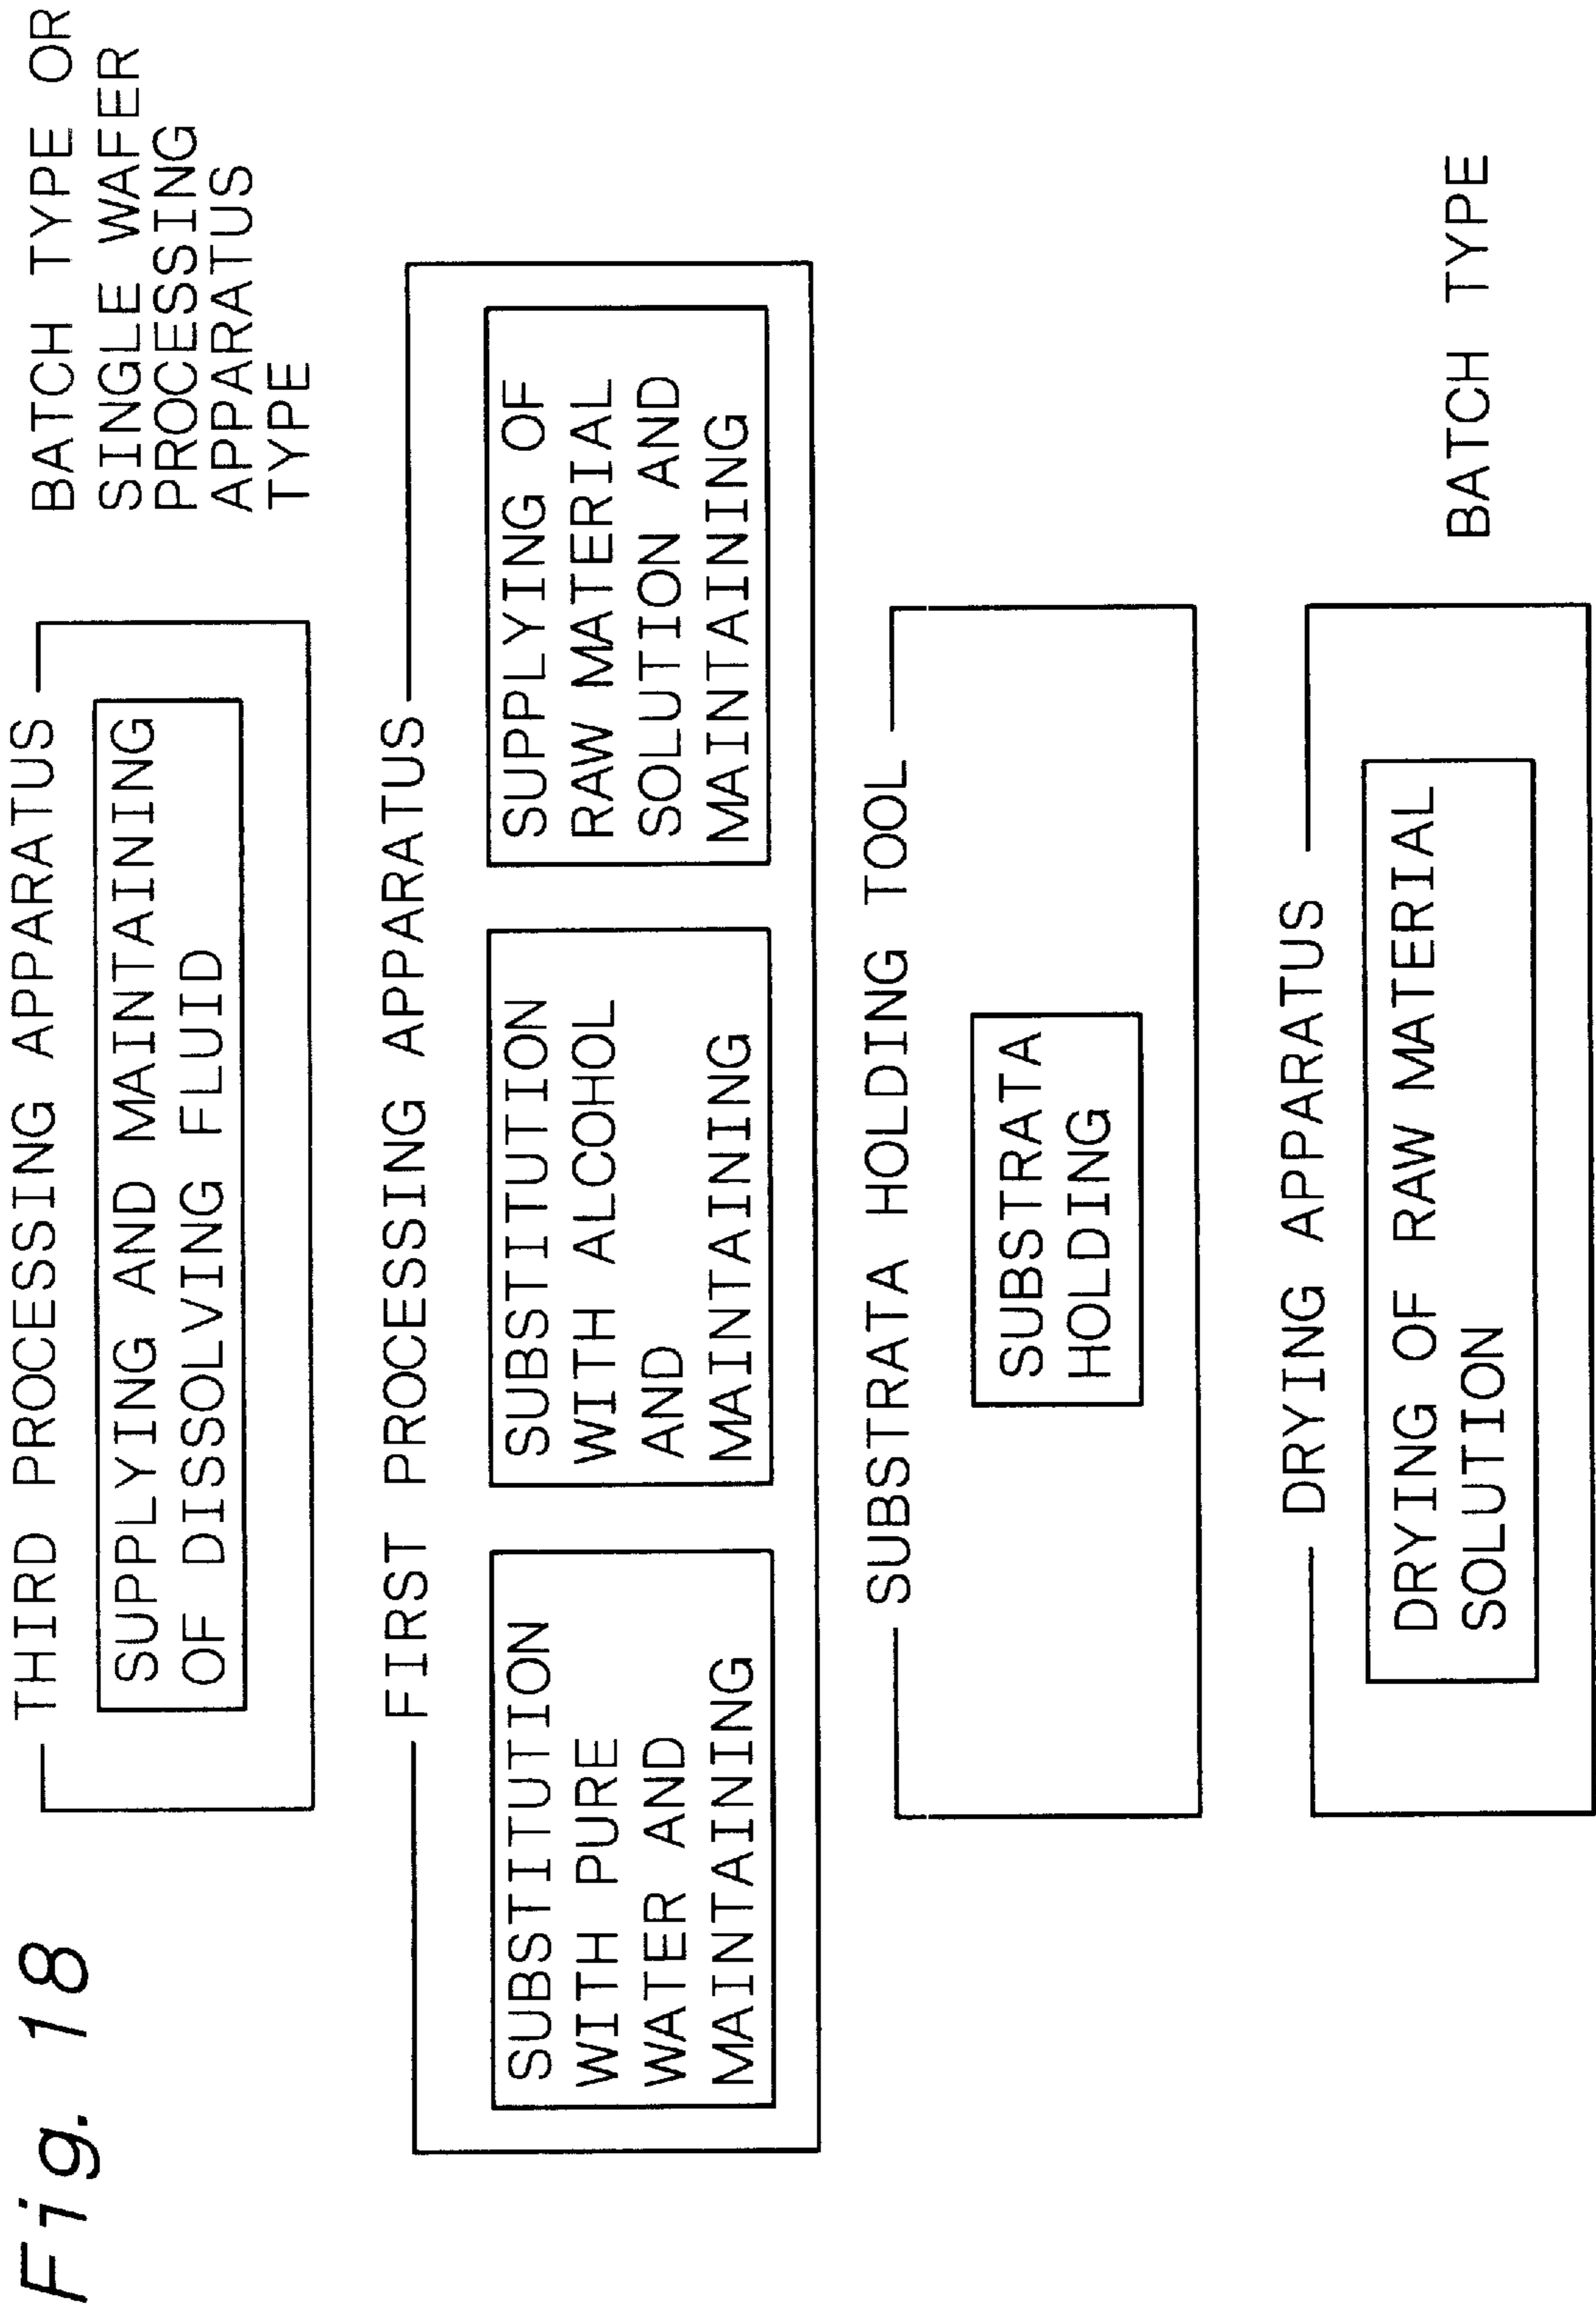 Fig. 18
THIRD PROCESSING APPARATUS
SUPPLYING AND MAINTAINING
OF DISSOLVING FLUID
BATCH TYPE OR
SINGLE WAFER
PROCESSING
APPARATUS
TYPE
FIRST PROCESSING APPARATUS
SUBSTITUTION
WITH PURE
WATER AND
MAINTAINING
SUBSTITUTION
WITH ALCOHOL
AND
MAINTAINING
SUPPLYING OF
RAW MATERIAL
SOLUTION AND
MAINTAINING
SUBSTRATA HOLDING TOOL
SUBSTRATA
HOLDING
DRYING APPARATUS
DRYING OF RAW MATERIAL
SOLUTION
BATCH TYPE